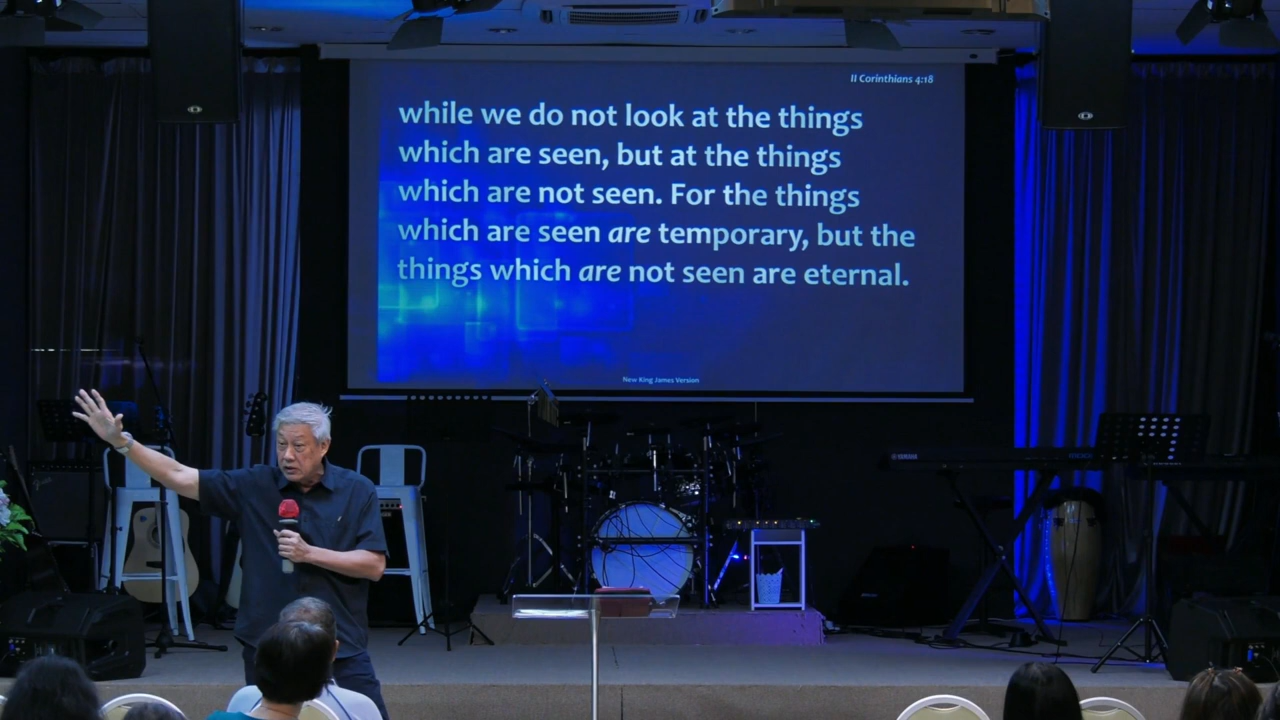 II Corinthians 4:18
while we do not look at the things
which are seen, but at the things
which are not seen. For the things
which are seen are temporary, but the
things which are not seen are eternal.
New King James Version
YAMAHA